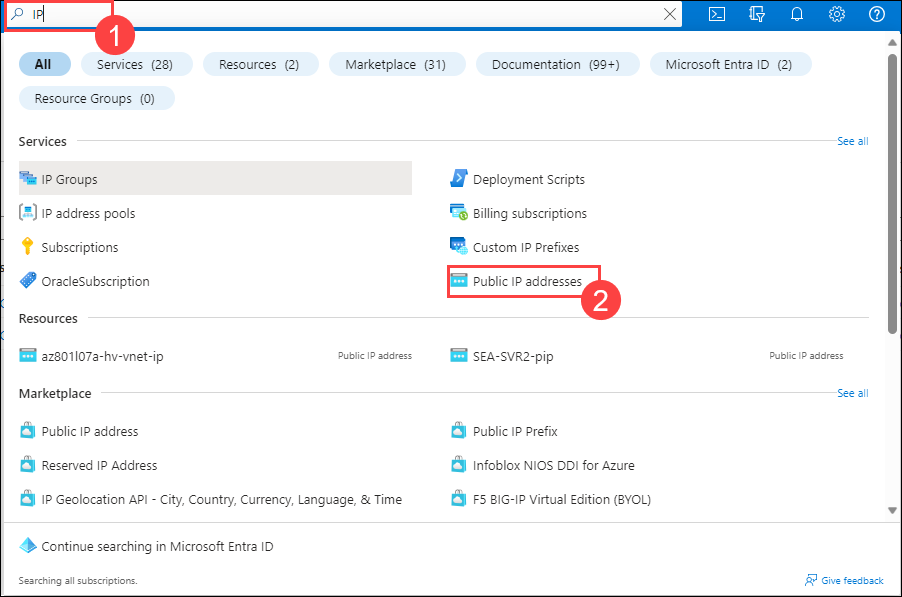 IP
1
All
Services (28)
Resources (2)
Marketplace (31)
Documentation (99+)
Microsoft Entra ID (2)
Resource Groups (0)
Services
See all
IP Groups
Deployment Scripts
IP address pools
Billing subscriptions
Subscriptions
Custom IP Prefixes
OracleSubscription
Public IP addresses
2
Resources
az801l07a-hv-vnet-ip
Public IP address
SEA-SVR2-pip
Public IP address
Marketplace
See all
Public IP address
Public IP Prefix
Reserved IP Address
Infoblox NIOS DDI for Azure
IP Geolocation API - City, Country, Currency, Language, & Time
F5 BIG-IP Virtual Edition (BYOL)
Continue searching in Microsoft Entra ID
Searching all subscriptions.
Give feedback